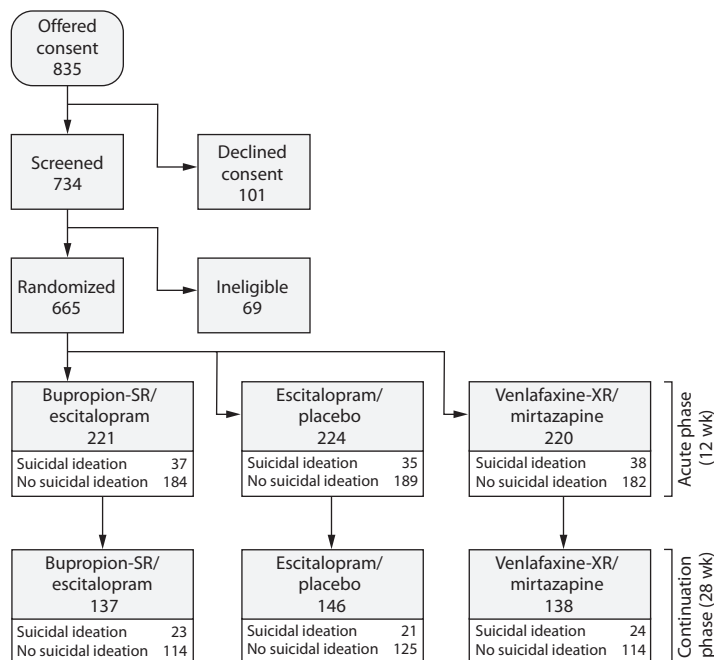 Offered
consent
835
Screened
734
Declined
consent
101
Randomized
665
Ineligible
69
Bupropion-SR/
escitalopram
221
Suicidal ideation 37
No suicidal ideation 184
Escitalopram/
placebo
224
Suicidal ideation 35
No suicidal ideation 189
Venlafaxine-XR/
mirtazapine
220
Suicidal ideation 38
No suicidal ideation 182
Acute phase
(12 wk)
Bupropion-SR/
escitalopram
137
Suicidal ideation 23
No suicidal ideation 114
Escitalopram/
placebo
146
Suicidal ideation 21
No suicidal ideation 125
Venlafaxine-XR/
mirtazapine
138
Suicidal ideation 24
No suicidal ideation 114
Continuation
phase (28 wk)